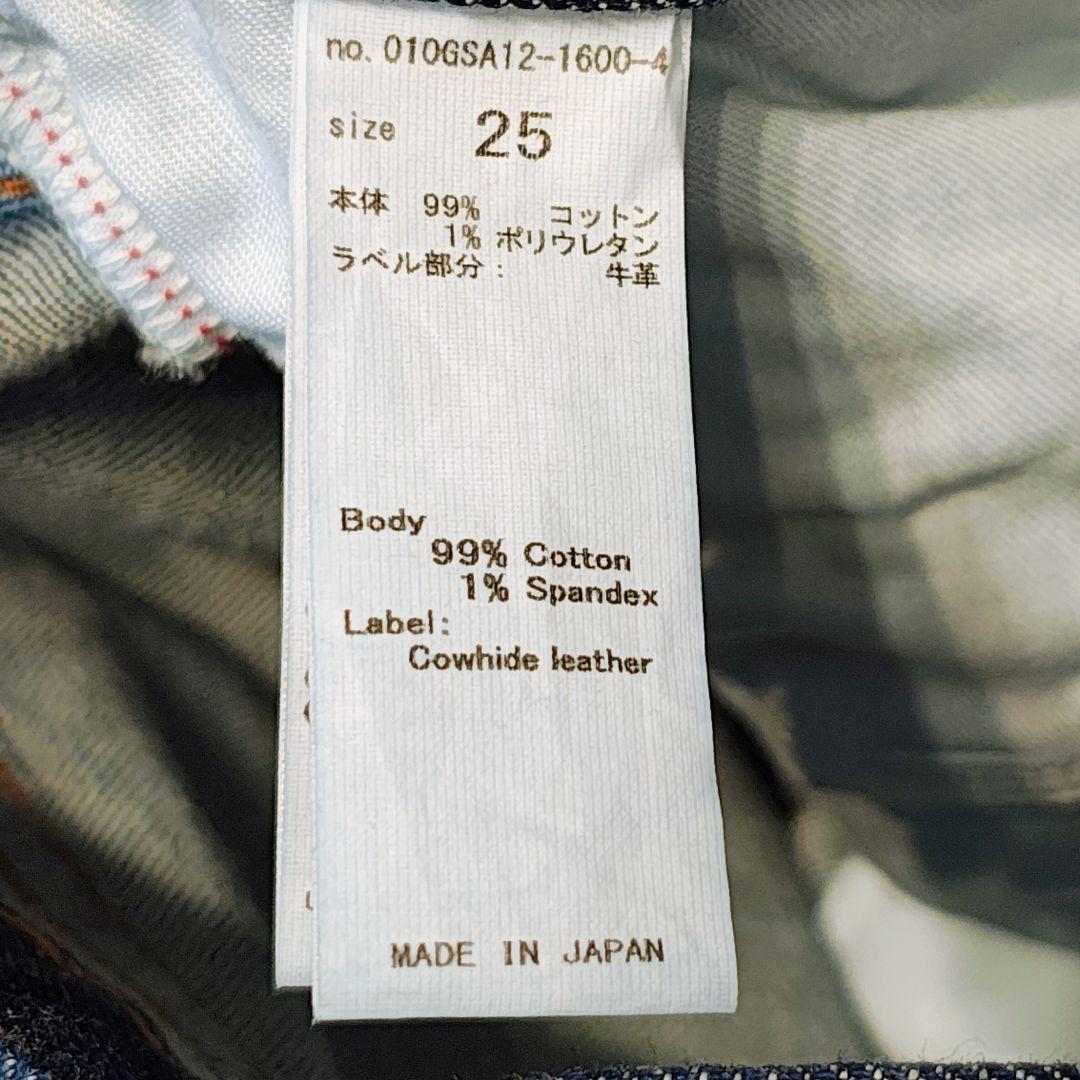 no. 010GSA12-1600-4
size 25
本体 99% コットン
1% ポリウレタン
ラベル部分: 牛革
Body
99% Cotton
1% Spandex
Label:
Cowhide leather
MADE IN JAPAN